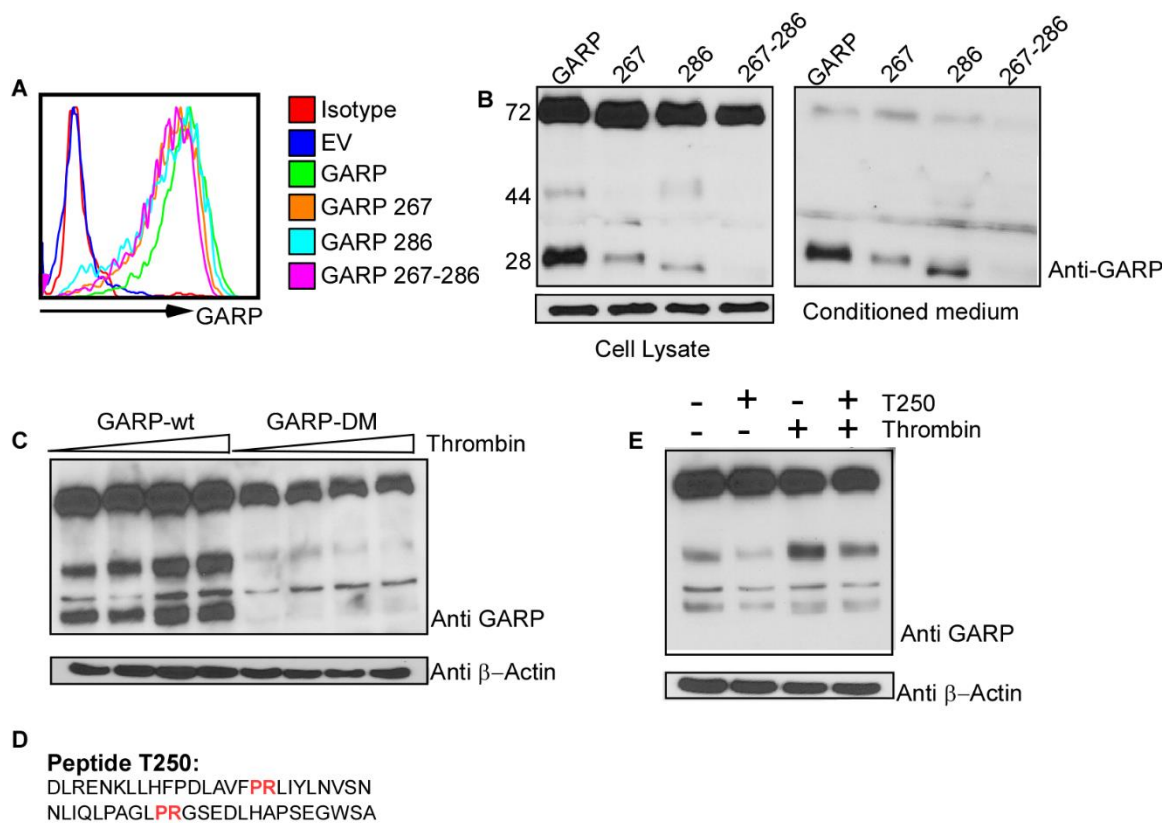 A
Isotype
EV
GARP
GARP 267
GARP 286
GARP 267-286
GARP
B
GARP 267 286 267-286
GARP 267 286 267-286
72
44
28
Anti-GARP
Cell Lysate
Conditioned medium
C
GARP-wt GARP-DM
Thrombin
Anti GARP
Anti β–Actin
E
- + - + T250
- - + + Thrombin
Anti GARP
Anti β–Actin
D
Peptide T250:
DLRENKLLHFPDLAVFPRLIYLNVSN
NLIQLPAGLPRGSEDLHAPSEGWSA